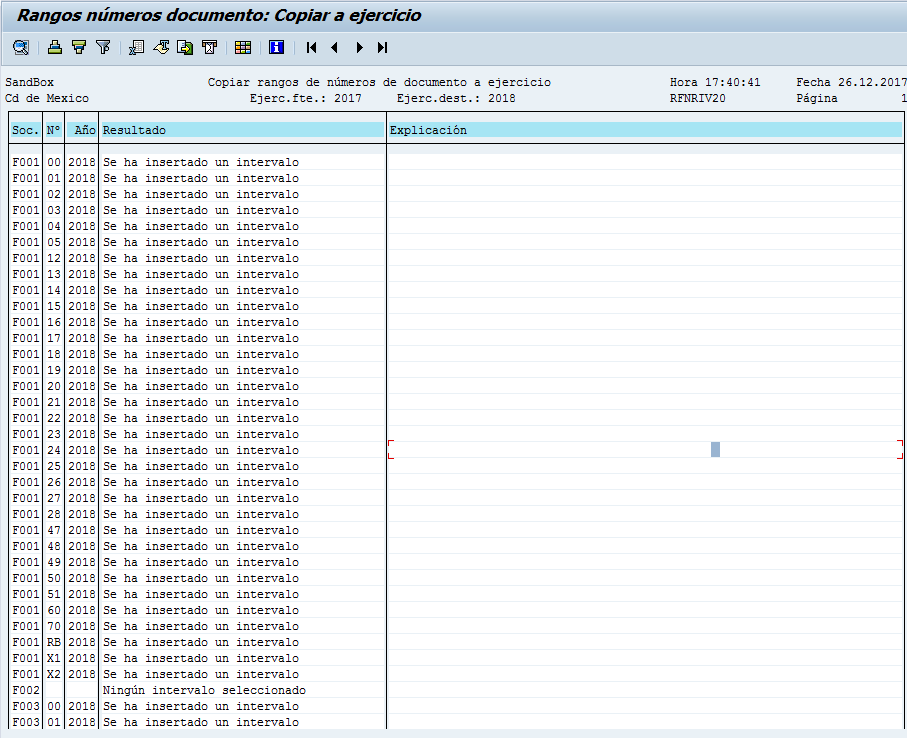 Rangos números documento: Copiar a ejercicio
SandBox Copiar rangos de números de documento a ejercicio Hora 17:40:41 Fecha 26.12.2017
Cd de Mexico Ejerc.fte.: 2017 Ejerc.dest.: 2018 RFNRIV20 Página 1
Soc. Nº Año Resultado Explicación
F001 00 2018 Se ha insertado un intervalo
F001 01 2018 Se ha insertado un intervalo
F001 02 2018 Se ha insertado un intervalo
F001 03 2018 Se ha insertado un intervalo
F001 04 2018 Se ha insertado un intervalo
F001 05 2018 Se ha insertado un intervalo
F001 12 2018 Se ha insertado un intervalo
F001 13 2018 Se ha insertado un intervalo
F001 14 2018 Se ha insertado un intervalo
F001 15 2018 Se ha insertado un intervalo
F001 16 2018 Se ha insertado un intervalo
F001 17 2018 Se ha insertado un intervalo
F001 18 2018 Se ha insertado un intervalo
F001 19 2018 Se ha insertado un intervalo
F001 20 2018 Se ha insertado un intervalo
F001 21 2018 Se ha insertado un intervalo
F001 22 2018 Se ha insertado un intervalo
F001 23 2018 Se ha insertado un intervalo
F001 24 2018 Se ha insertado un intervalo
F001 25 2018 Se ha insertado un intervalo
F001 26 2018 Se ha insertado un intervalo
F001 27 2018 Se ha insertado un intervalo
F001 28 2018 Se ha insertado un intervalo
F001 47 2018 Se ha insertado un intervalo
F001 48 2018 Se ha insertado un intervalo
F001 49 2018 Se ha insertado un intervalo
F001 50 2018 Se ha insertado un intervalo
F001 51 2018 Se ha insertado un intervalo
F001 60 2018 Se ha insertado un intervalo
F001 70 2018 Se ha insertado un intervalo
F001 RB 2018 Se ha insertado un intervalo
F001 X1 2018 Se ha insertado un intervalo
F001 X2 2018 Se ha insertado un intervalo
F002 Ningún intervalo seleccionado
F003 00 2018 Se ha insertado un intervalo
F003 01 2018 Se ha insertado un intervalo